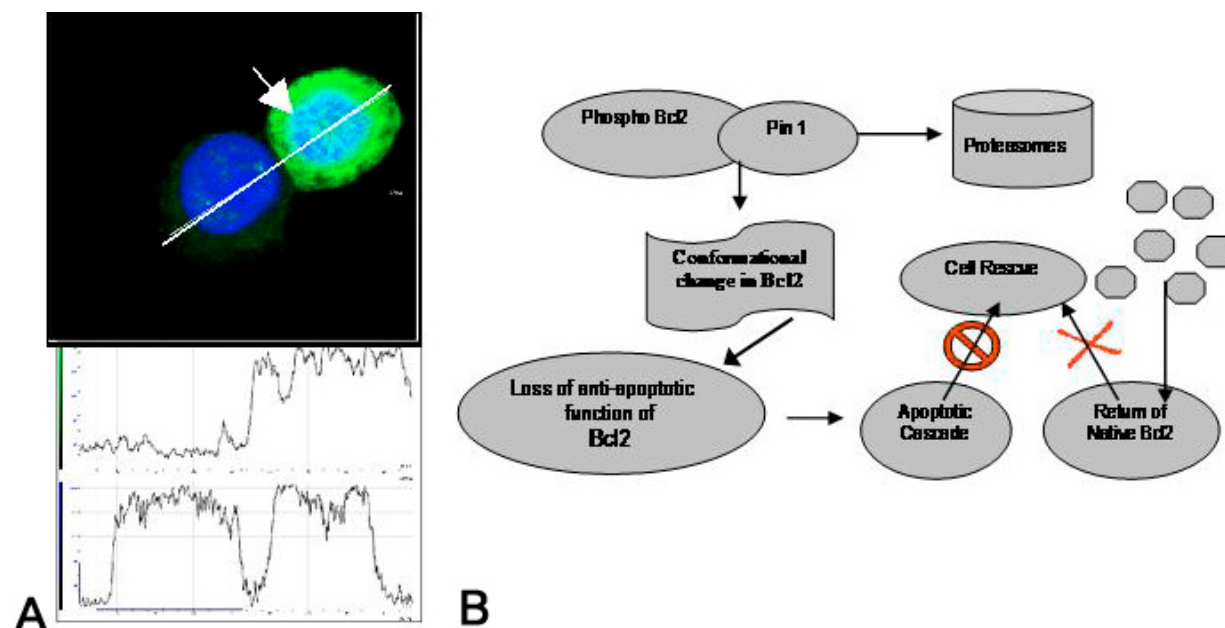 Phospho Bcl2
Pin 1
Proteasomes
Conformational
change in Bcl2
Cell Rescue
Loss of anti-apoptotic
function of
Bcl2
Apoptotic
Cascade
Return of
Native Bcl2
A
B